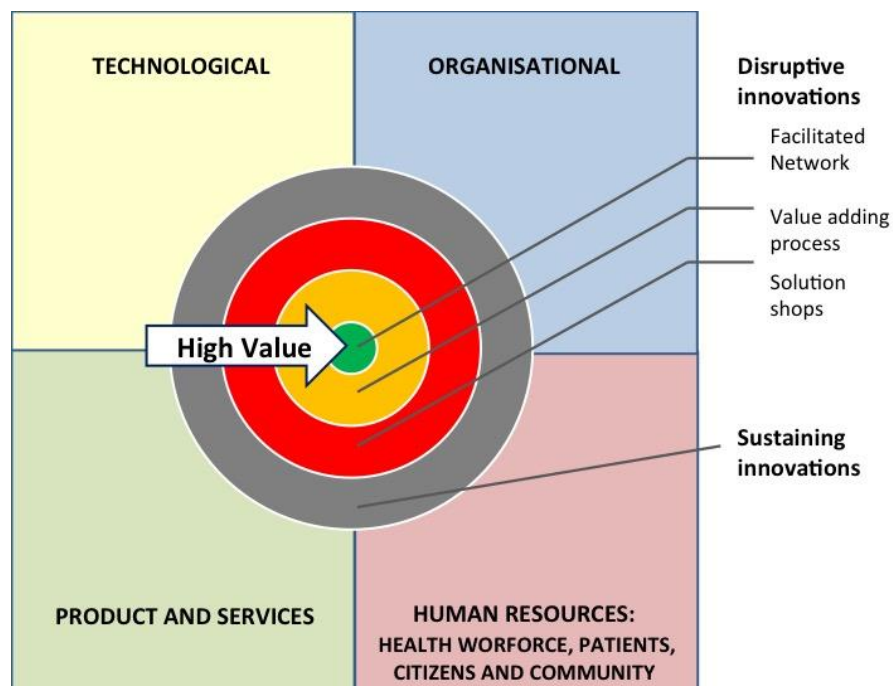 TECHNOLOGICAL
ORGANISATIONAL
Disruptive
innovations
Facilitated
Network
Value adding
process
Solution
shops
High Value
Sustaining
innovations
PRODUCT AND SERVICES
HUMAN RESOURCES:
HEALTH WORFORCE, PATIENTS,
CITIZENS AND COMMUNITY